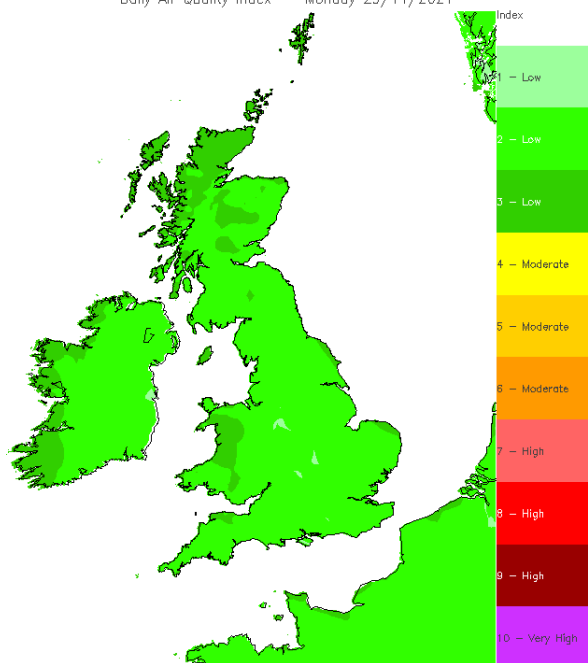 Daily Air Quality Index Monday
Index
1 - Low
2 - Low
3 - Low
4 - Moderate
5 - Moderate
6 - Moderate
7 - High
8 - High
9 - High
10 - Very High